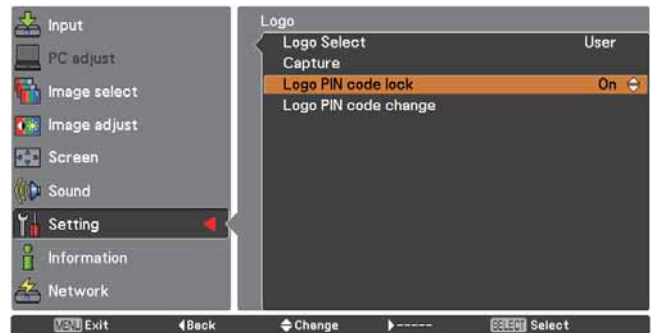 Input
PC adjust
Image select
Image adjust
Screen
Sound
Setting
Information
Network
Logo
Logo Select User
Capture
Logo PIN code lock On
Logo PIN code change
MENU Exit Back Change ----- SELECT Select